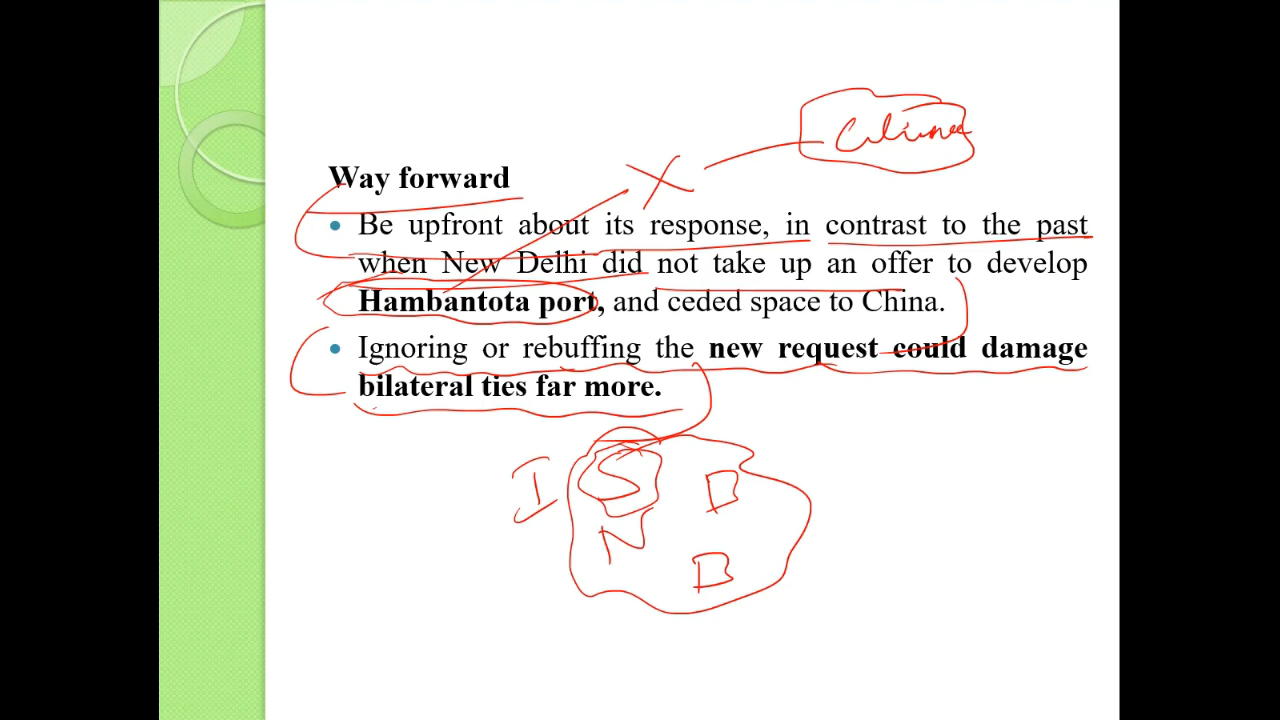 China
Way forward
• Be upfront about its response, in contrast to the past
when New Delhi did not take up an offer to develop
Hambantota port, and ceded space to China.
• Ignoring or rebuffing the new request could damage
bilateral ties far more.
I S B
N B